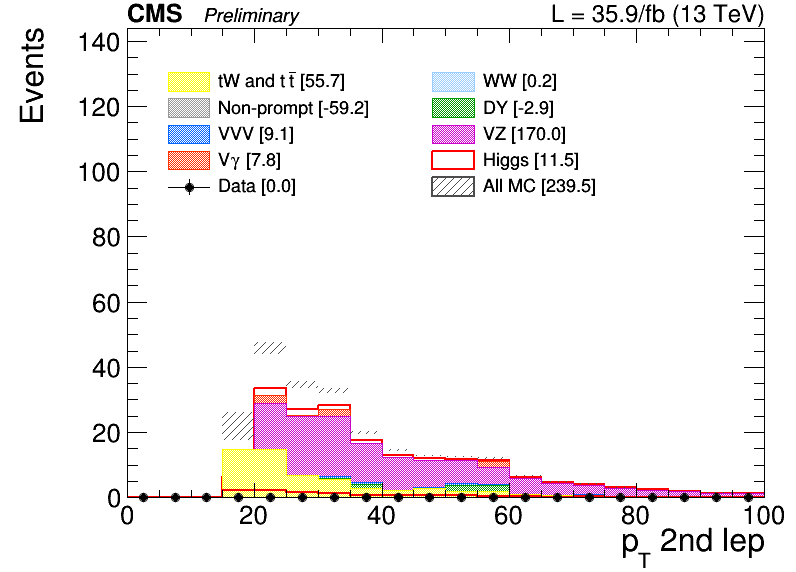 CMS Preliminary L = 35.9/fb (13 TeV)
Events
140
120
100
80
60
40
20
0
tW and t t̅ [55.7]
Non-prompt [-59.2]
VVV [9.1]
Vγ [7.8]
Data [0.0]
WW [0.2]
DY [-2.9]
VZ [170.0]
Higgs [11.5]
All MC [239.5]
0 20 40 60 80 100
p_T 2nd lep